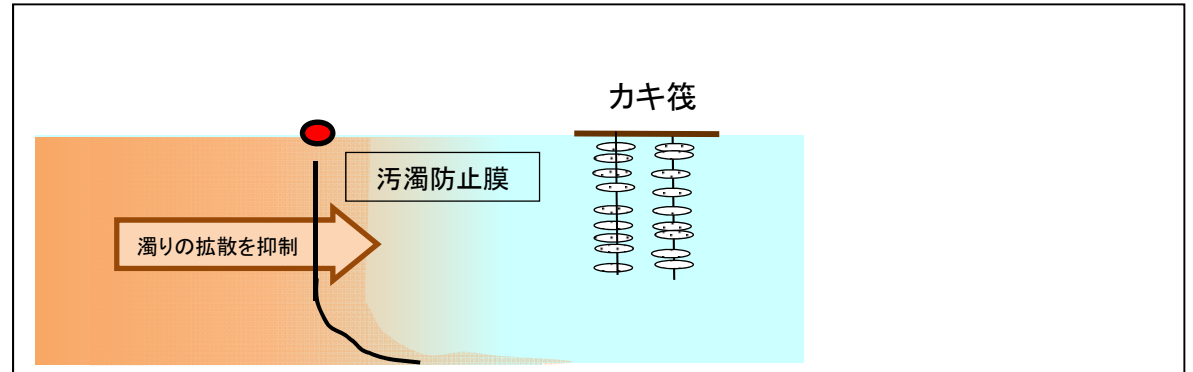 カキ筏
汚濁防止膜
濁りの拡散を抑制